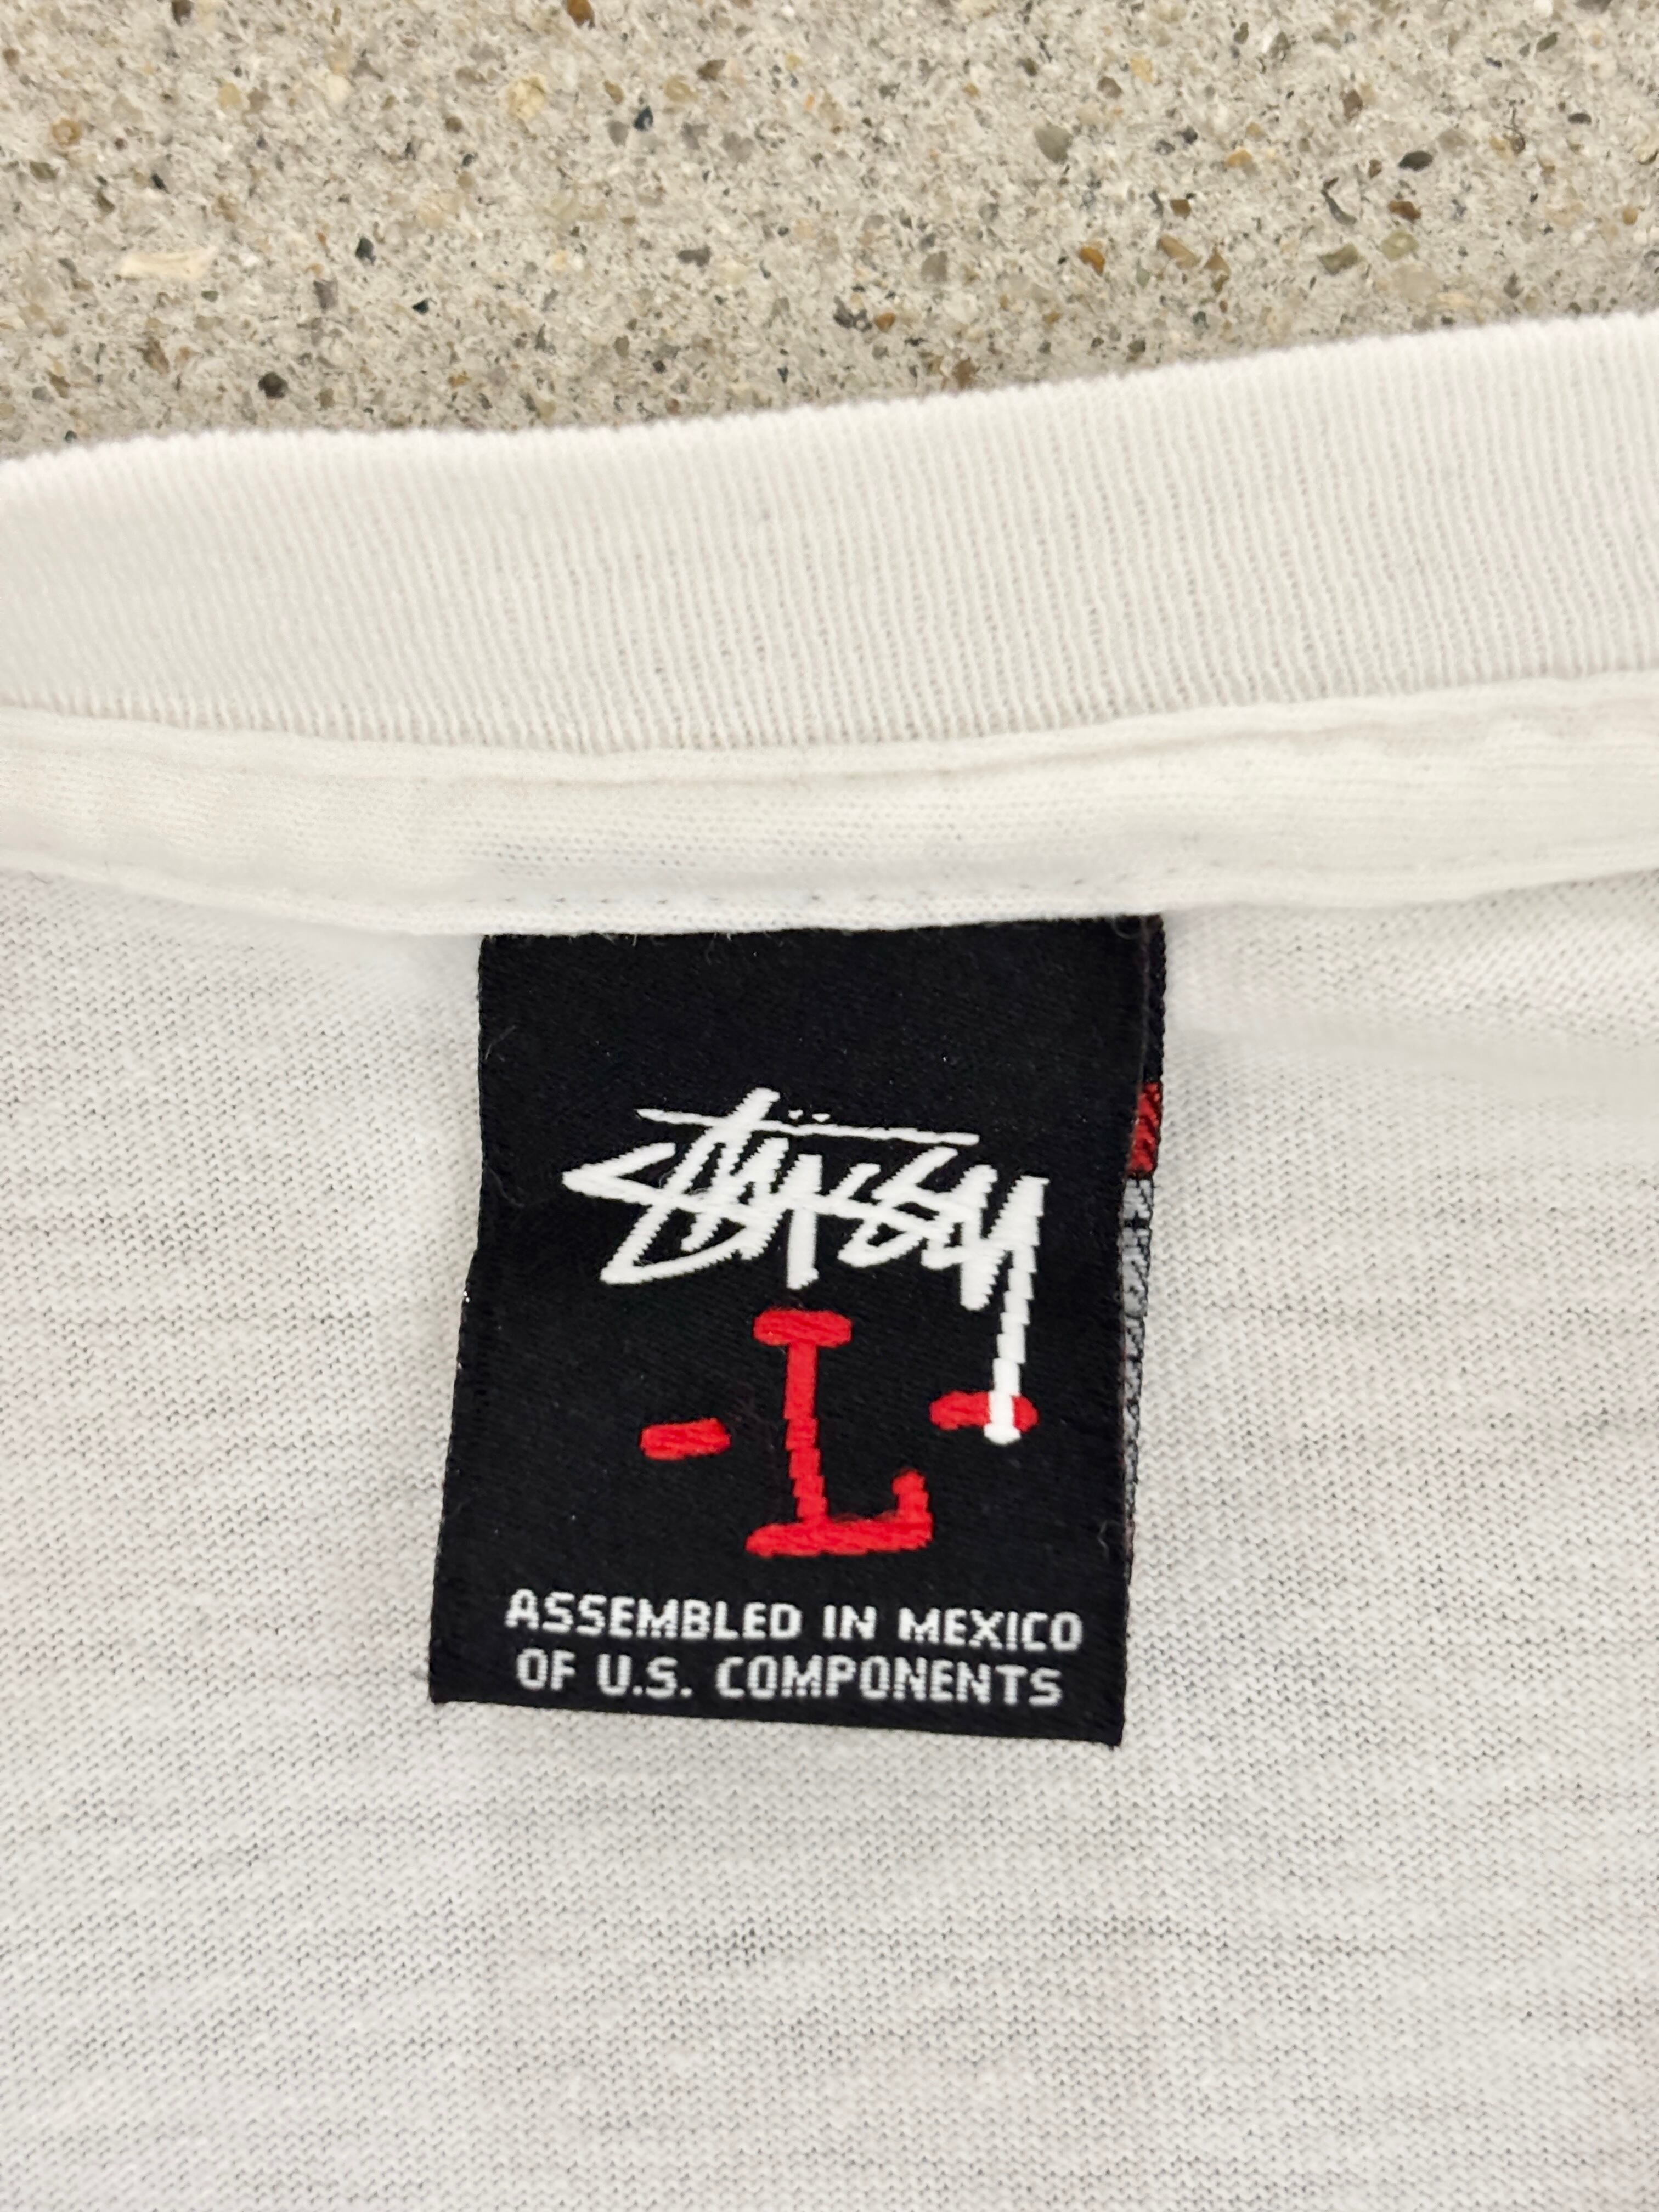 Stüssy
-L-
ASSEMBLED IN MEXICO
OF U.S. COMPONENTS